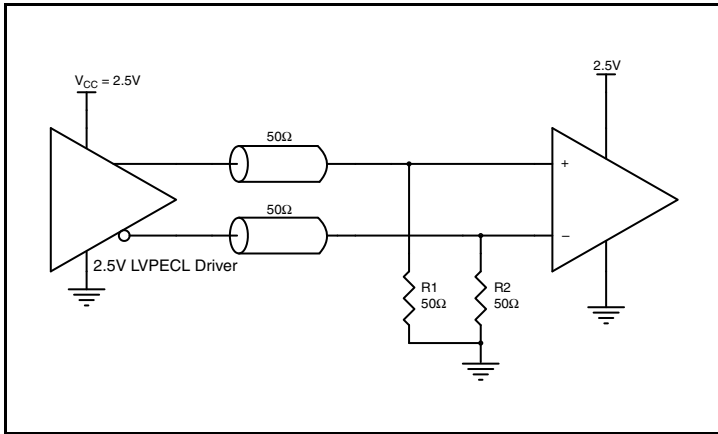 V_CC = 2.5V
2.5V
50Ω
+
50Ω
–
2.5V LVPECL Driver
R1
50Ω
R2
50Ω